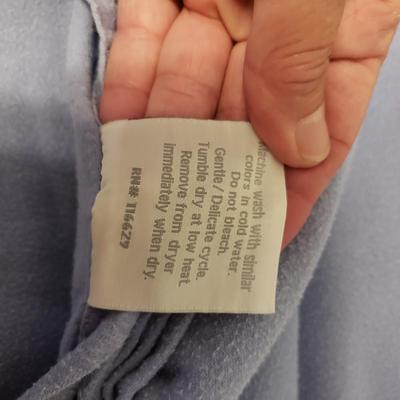 Machine wash with similar
colors in cold water.
Do not bleach.
Gentle/Delicate cycle.
Tumble dry at low heat.
Remove from dryer
immediately when dry.
RN# 116629